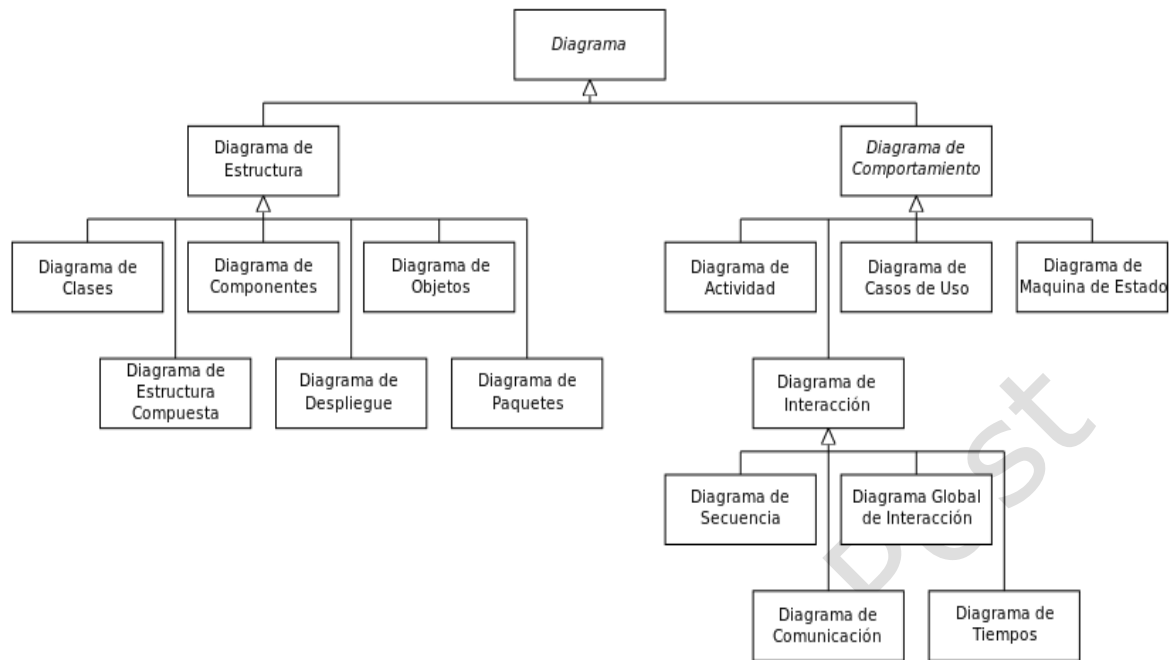 Diagrama
Diagrama de
Estructura
Diagrama de
Comportamiento
Diagrama de
Clases
Diagrama de
Componentes
Diagrama de
Objetos
Diagrama de
Actividad
Diagrama de
Casos de Uso
Diagrama de
Maquina de Estado
Diagrama de
Estructura
Compuesta
Diagrama de
Despliegue
Diagrama de
Paquetes
Diagrama de
Interacción
Diagrama de
Secuencia
Diagrama Global
de Interacción
Diagrama de
Comunicación
Diagrama de
Tiempos
Post